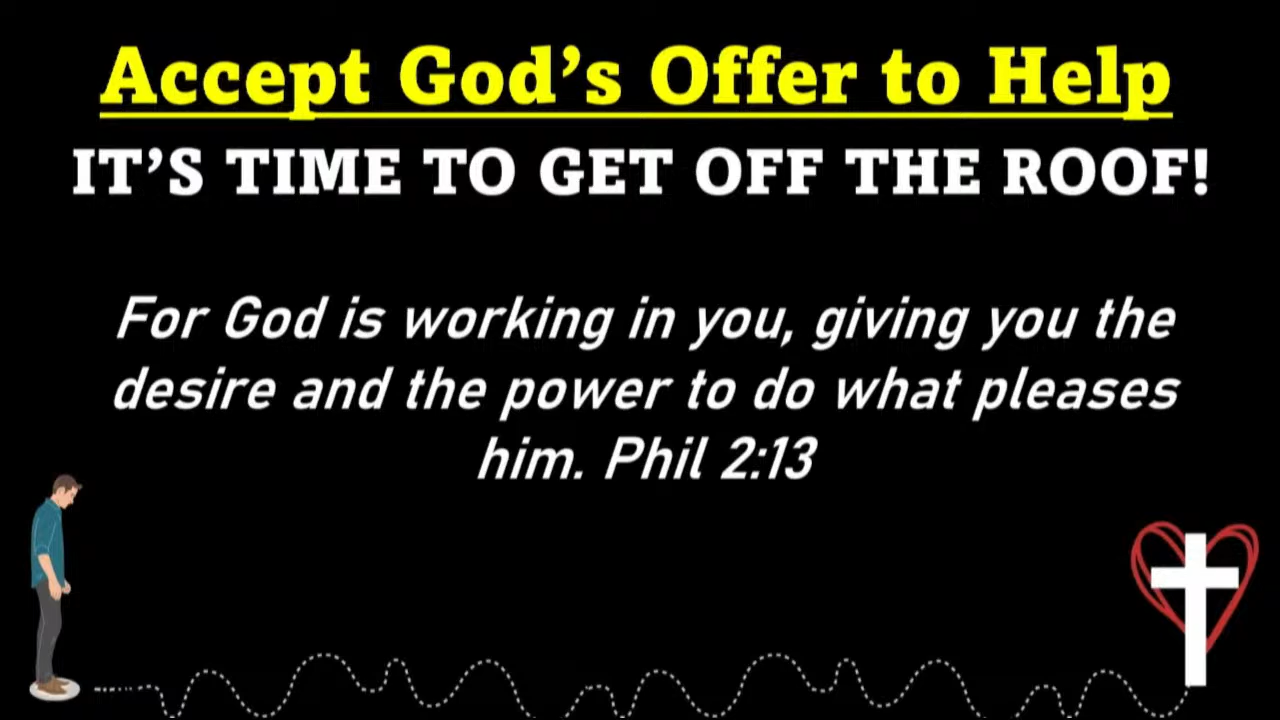 Accept God’s Offer to Help
IT’S TIME TO GET OFF THE ROOF!
For God is working in you, giving you the
desire and the power to do what pleases
him. Phil 2:13